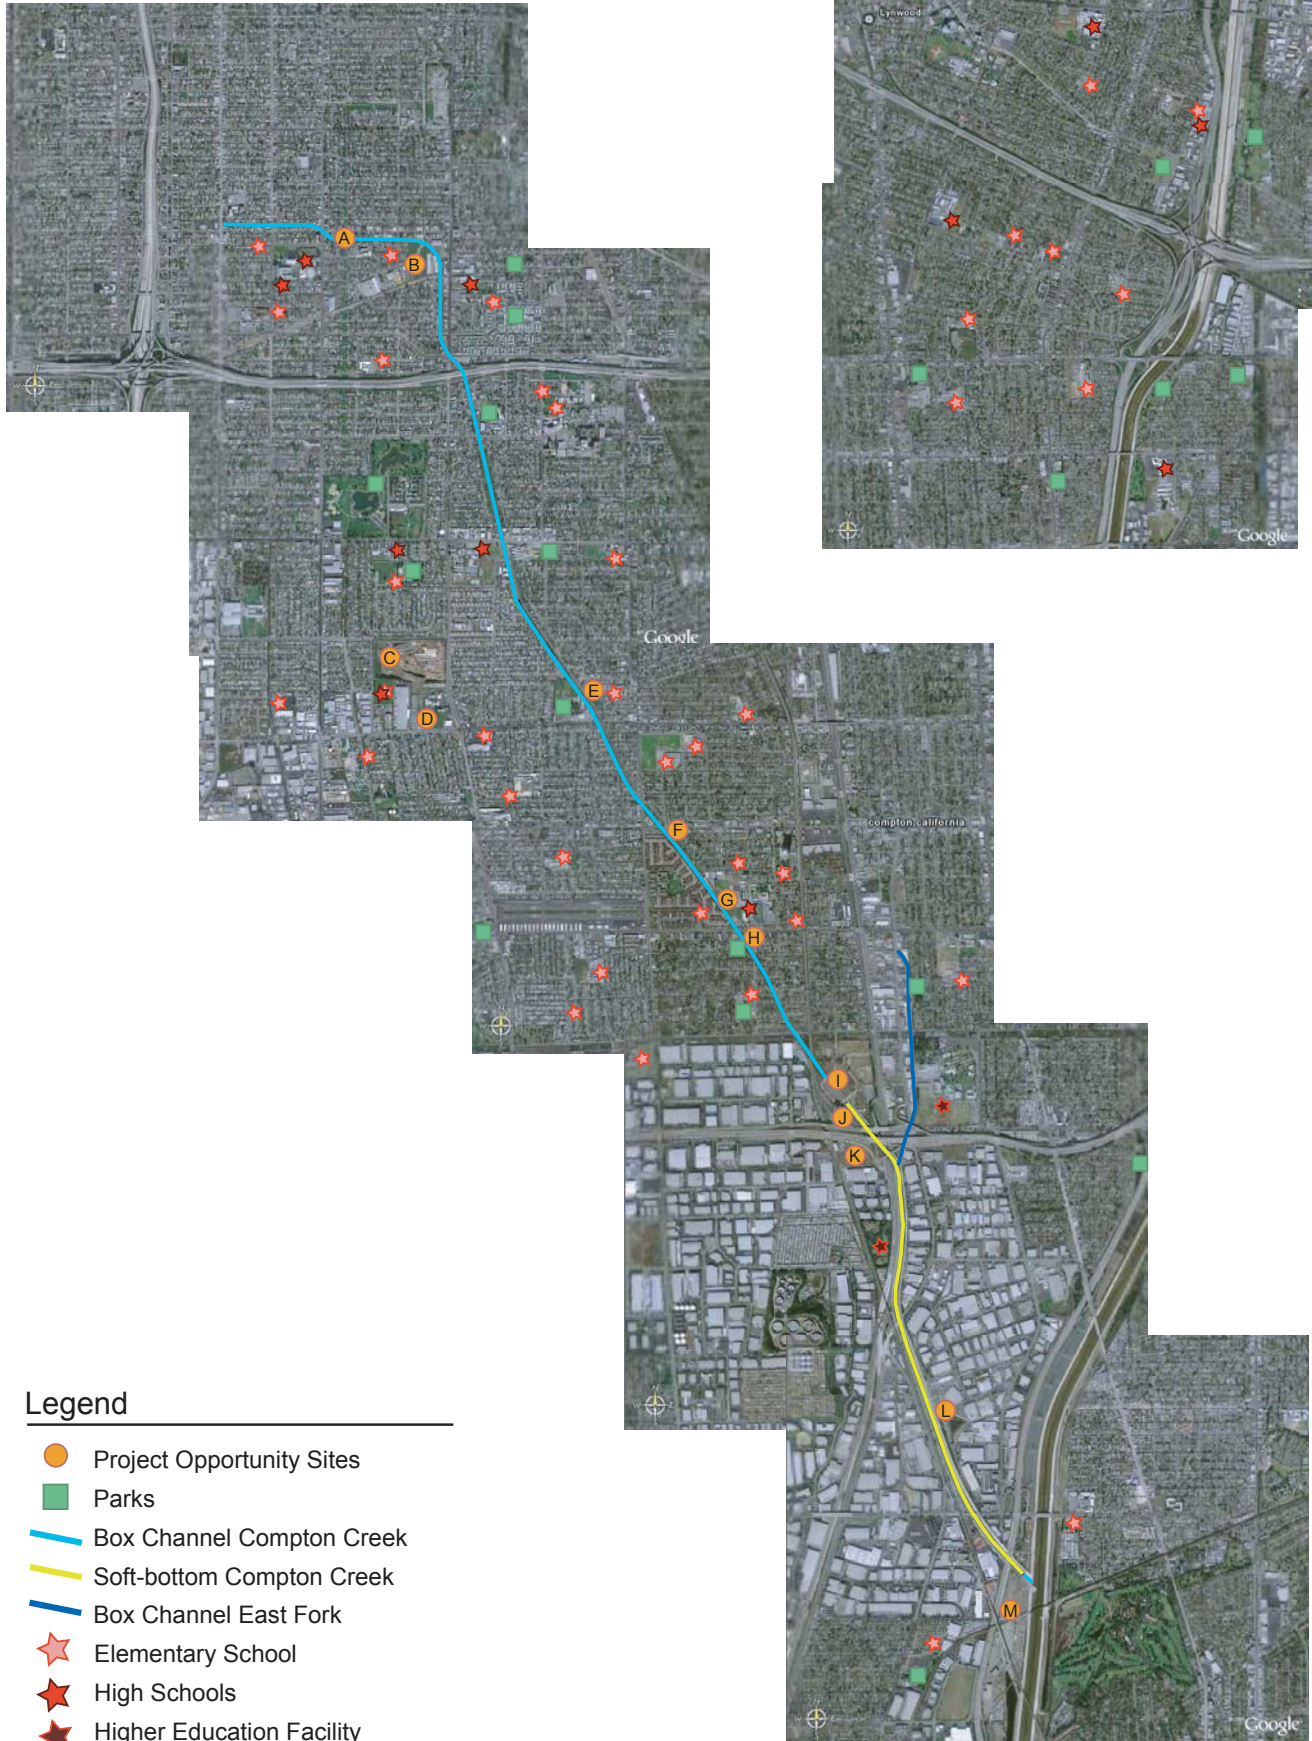 Lynwood
A
B
Google
Google
C
E
D
F
compton,california
G
H
I
J
K
L
M
Google
Legend
Project Opportunity Sites
Parks
Box Channel Compton Creek
Soft-bottom Compton Creek
Box Channel East Fork
Elementary School
High Schools
Higher Education Facility